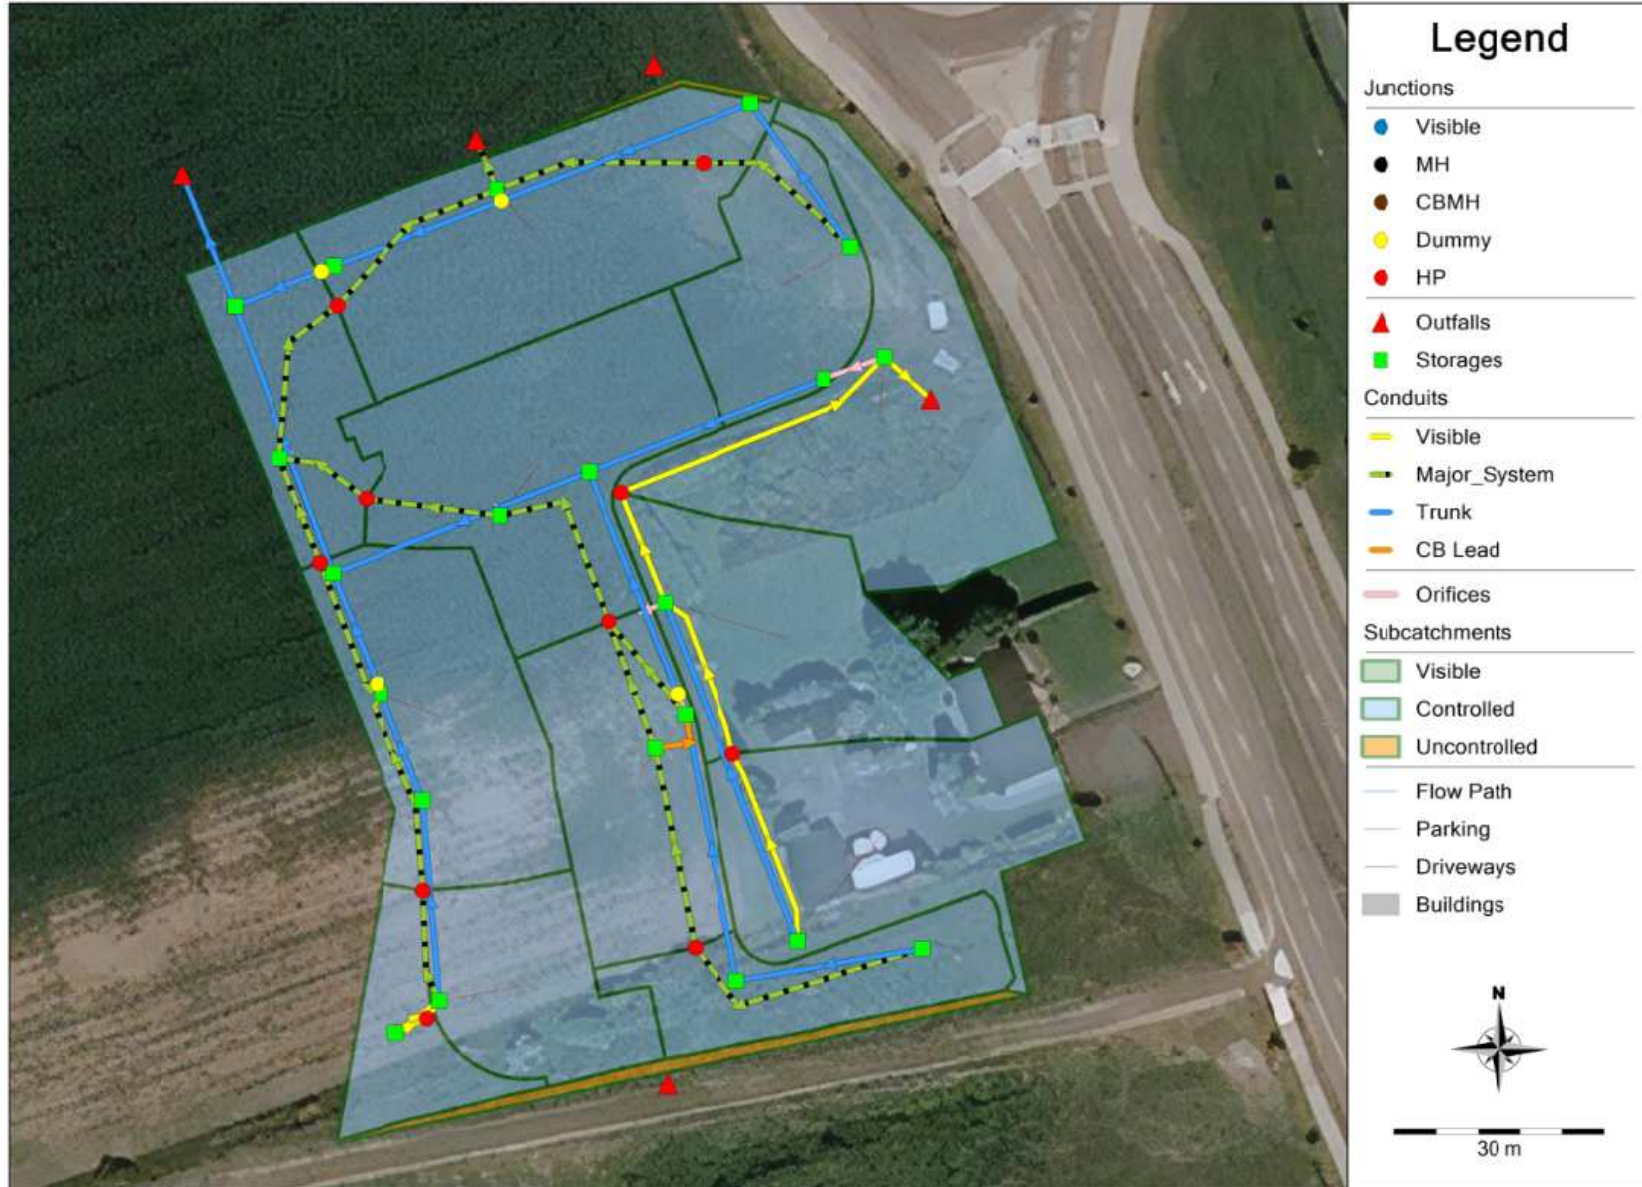 Legend
Junctions
Visible
MH
CBMH
Dummy
HP
Outfalls
Storages
Conduits
Visible
Major_System
Trunk
CB Lead
Orifices
Subcatchments
Visible
Controlled
Uncontrolled
Flow Path
Parking
Driveways
Buildings
N
30 m